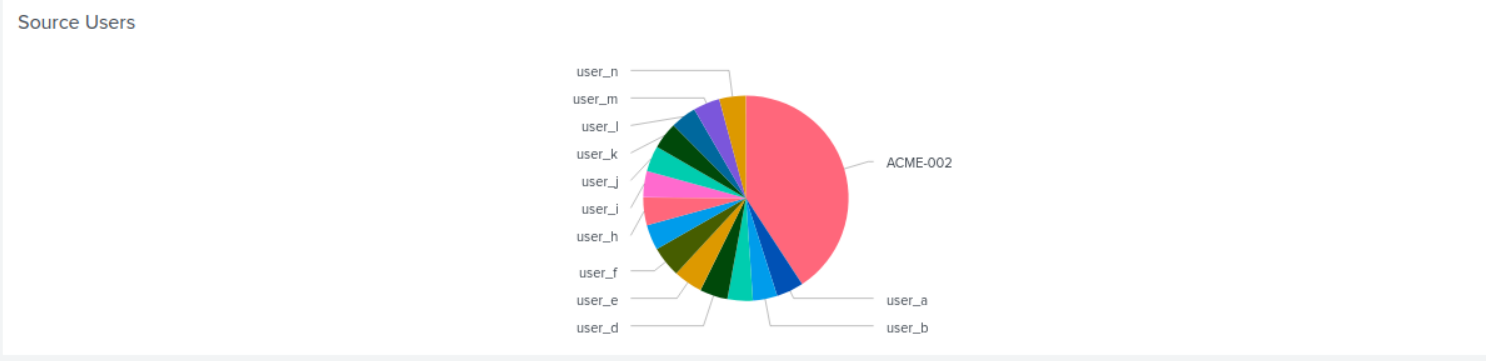 Source Users
user_n
user_m
user_l
user_k
user_j
user_i
user_h
user_f
user_e
user_d
ACME-002
user_a
user_b